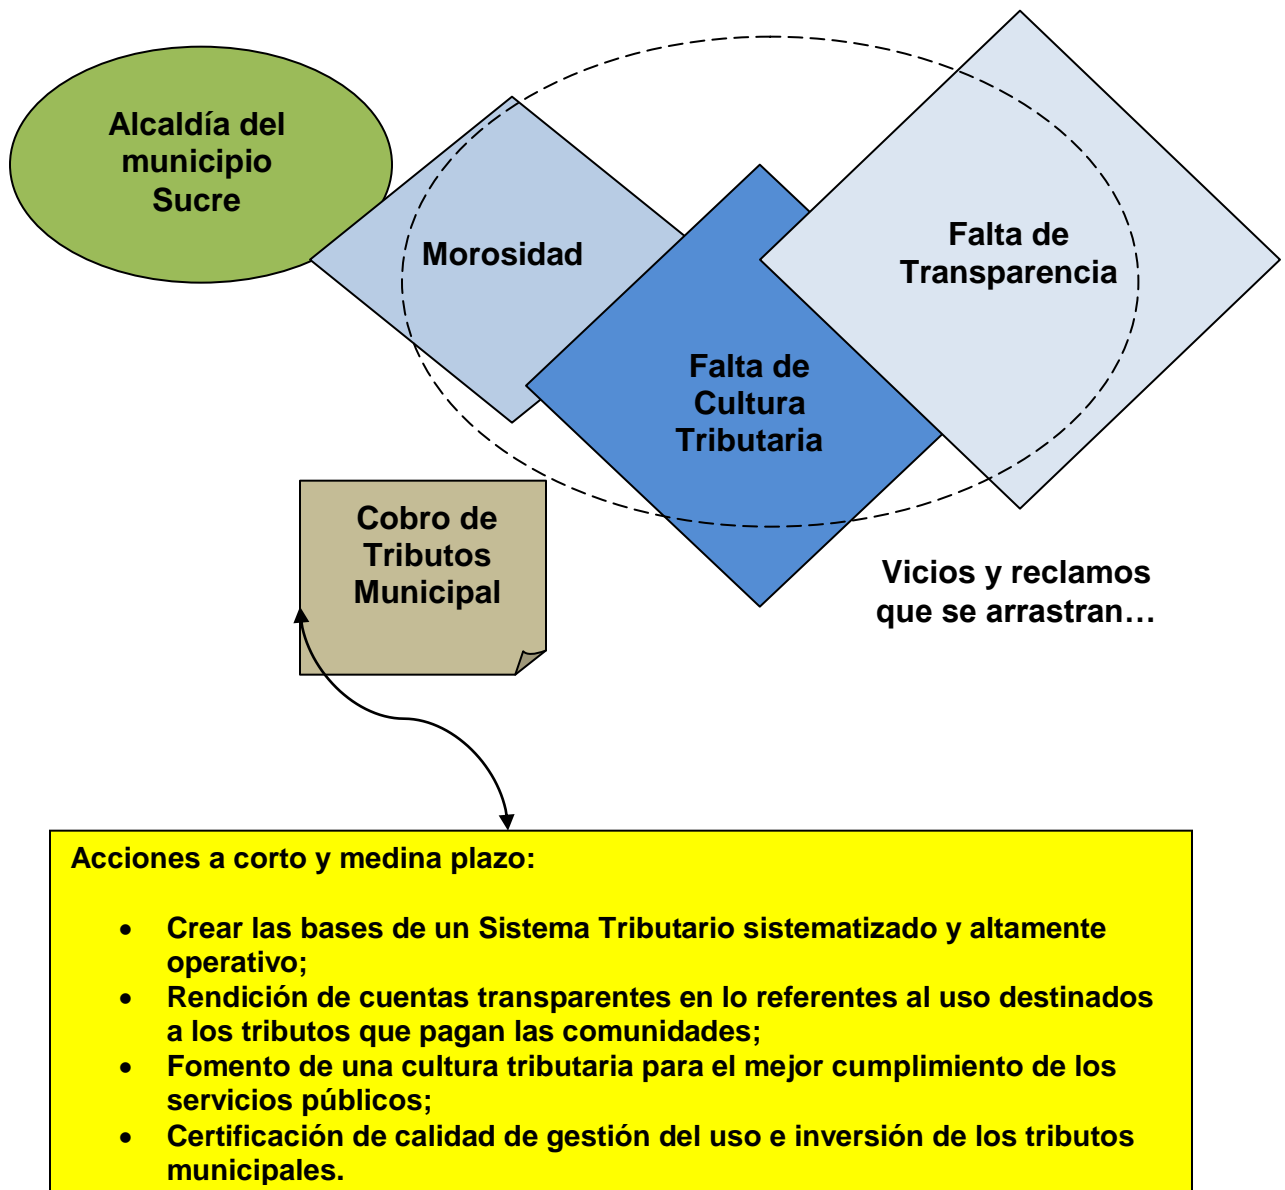 Alcaldía del
municipio
Sucre
Morosidad
Falta de
Transparencia
Falta de
Cultura
Tributaria
Cobro de
Tributos
Municipal
Vicios y reclamos
que se arrastran…
Acciones a corto y medina plazo:
• Crear las bases de un Sistema Tributario sistematizado y altamente
operativo;
• Rendición de cuentas transparentes en lo referentes al uso destinados
a los tributos que pagan las comunidades;
• Fomento de una cultura tributaria para el mejor cumplimiento de los
servicios públicos;
• Certificación de calidad de gestión del uso e inversión de los tributos
municipales.